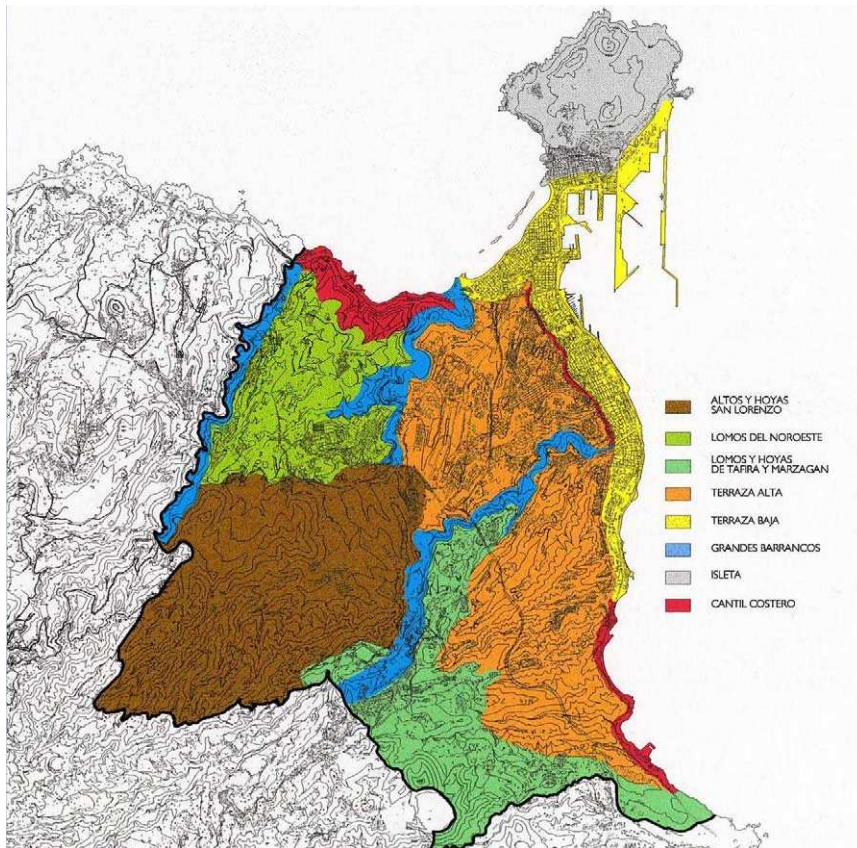 ALTOS Y HOYAS
SAN LORENZO
LOMOS DEL NOROESTE
LOMOS Y HOYAS
DE TAFIRA Y MARZAGAN
TERRAZA ALTA
TERRAZA BAJA
GRANDES BARRANCOS
ISLETA
CANTIL COSTERO